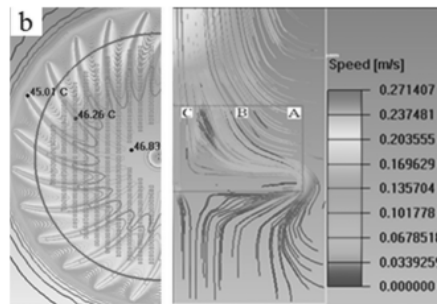 b
45.01 C
46.26 C
46.83
C B A
Speed [m/s]
0.271407
0.237481
0.203555
0.169629
0.135704
0.101778
0.0678518
0.0339259
0.000000